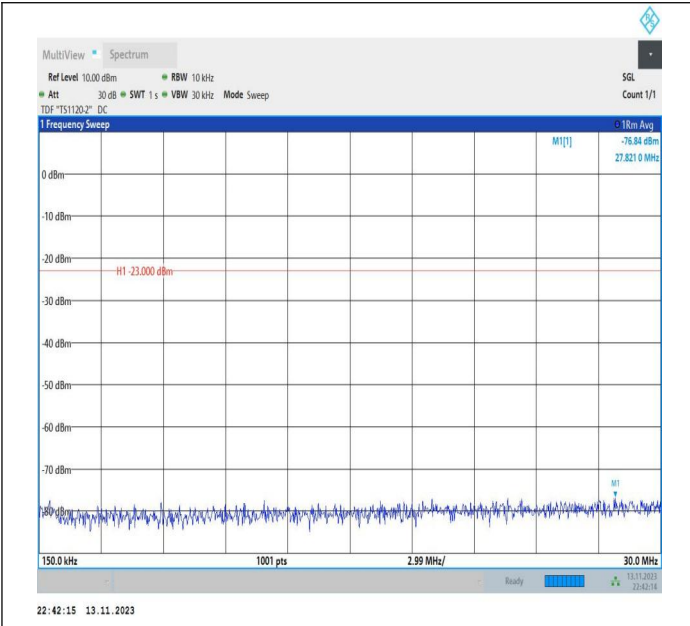 R S
MultiView Spectrum
Ref Level 10.00 dBm RBW 10 kHz SGL
Att 30 dB SWT 1 s VBW 30 kHz Mode Sweep Count 1/1
TDF "TS1120-2" DC
1 Frequency Sweep 1Rm Avg
M1[1] -76.84 dBm
27.821 0 MHz
0 dBm
-10 dBm
-20 dBm
H1 -23.000 dBm
-30 dBm
-40 dBm
-50 dBm
-60 dBm
-70 dBm
M1
-80 dBm
150.0 kHz 1001 pts 2.99 MHz/ 30.0 MHz
Ready 13.11.2023
22:42:14
22:42:15 13.11.2023